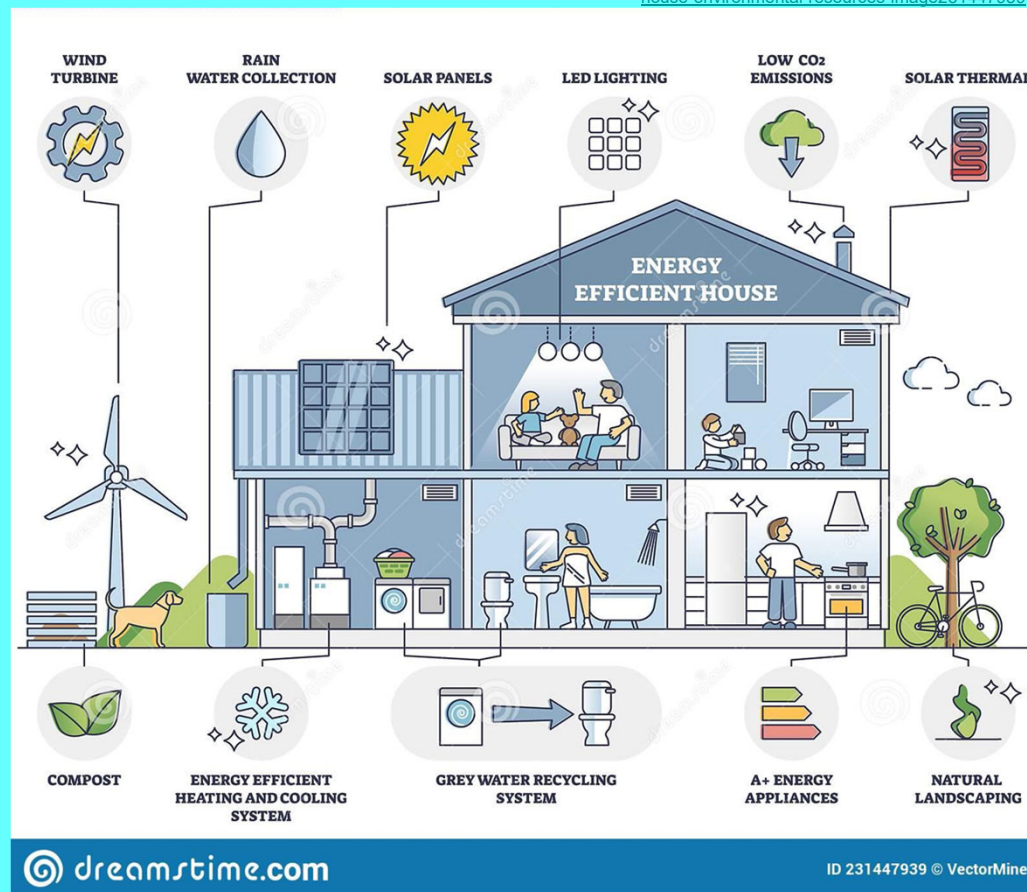 WIND
TURBINE
RAIN
WATER COLLECTION
SOLAR PANELS
LED LIGHTING
LOW CO2
EMISSIONS
SOLAR THERMAL
ENERGY
EFFICIENT HOUSE
COMPOST
ENERGY EFFICIENT
HEATING AND COOLING
SYSTEM
GREY WATER RECYCLING
SYSTEM
A+ ENERGY
APPLIANCES
NATURAL
LANDSCAPING
dreamstime.com
ID 231447939 © VectorMine